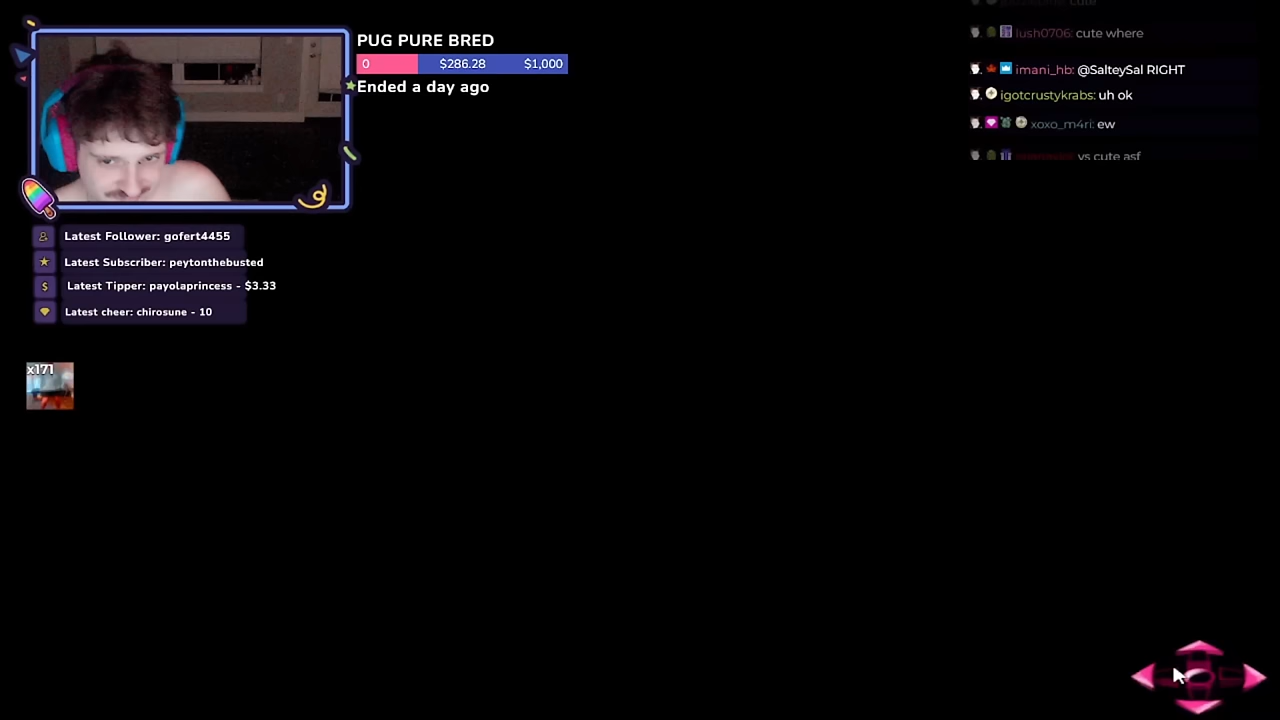 PUG PURE BRED
0 $286.28 $1,000
Ended a day ago
Latest Follower: gofert4455
Latest Subscriber: peytonthebusted
Latest Tipper: payolaprincess - $3.33
Latest cheer: chirosune - 10
x171
cute
lush0706: cute where
imani_hb: @SalteySal RIGHT
igotcrustykrabs: uh ok
xoxo_m4ri: ew
ys cute asf